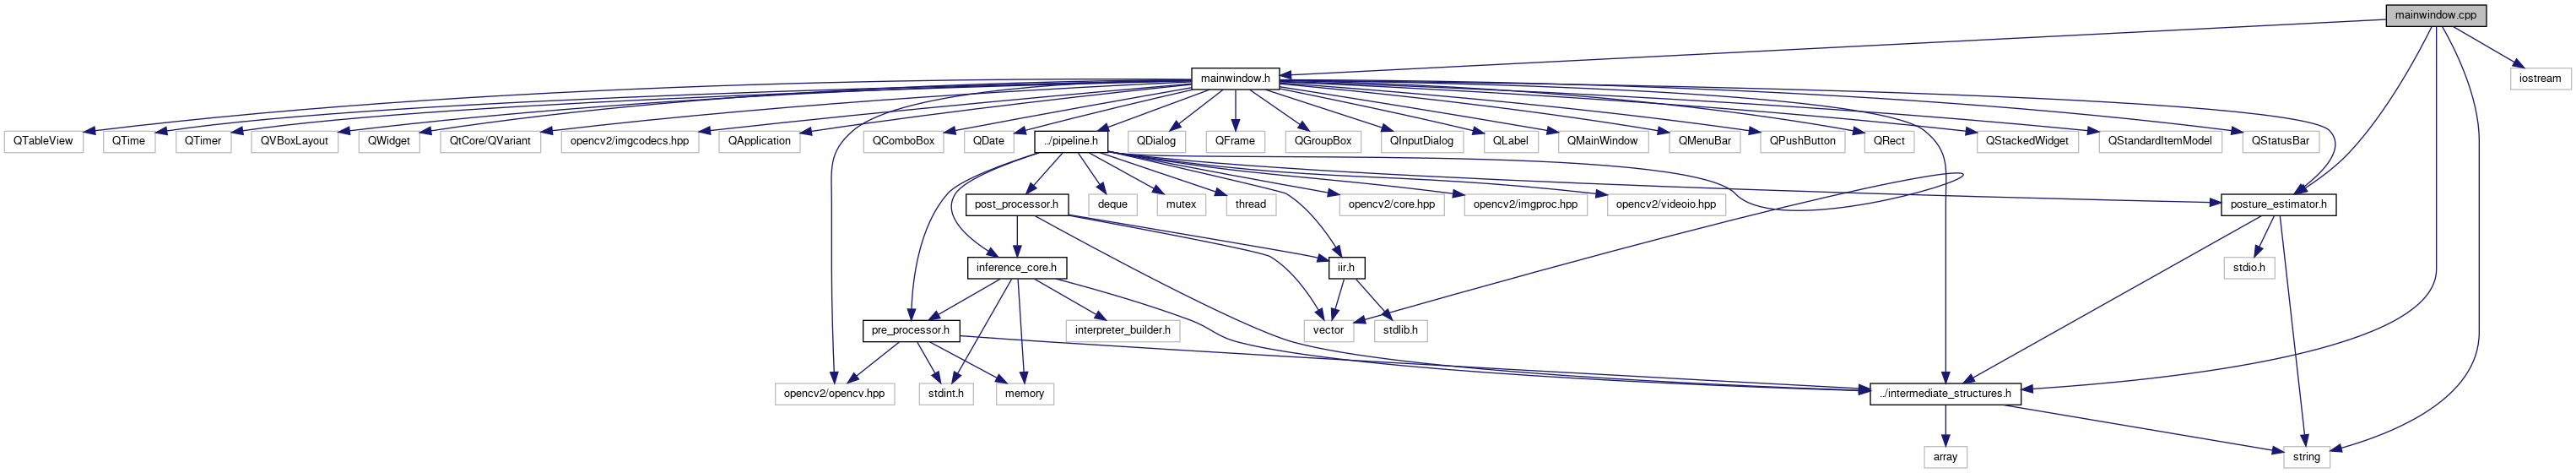 mainwindow.cpp
mainwindow.h
iostream
QTableView
QTime
QTimer
QVBoxLayout
QWidget
QtCore/QVariant
opencv2/imgcodecs.hpp
QApplication
QComboBox
QDate
../pipeline.h
QDialog
QFrame
QGroupBox
QInputDialog
QLabel
QMainWindow
QMenuBar
QPushButton
QRect
QStackedWidget
QStandardItemModel
QStatusBar
post_processor.h
deque
mutex
thread
opencv2/core.hpp
opencv2/imgproc.hpp
opencv2/videoio.hpp
posture_estimator.h
inference_core.h
iir.h
stdio.h
pre_processor.h
interpreter_builder.h
vector
stdlib.h
opencv2/opencv.hpp
stdint.h
memory
../intermediate_structures.h
array
string